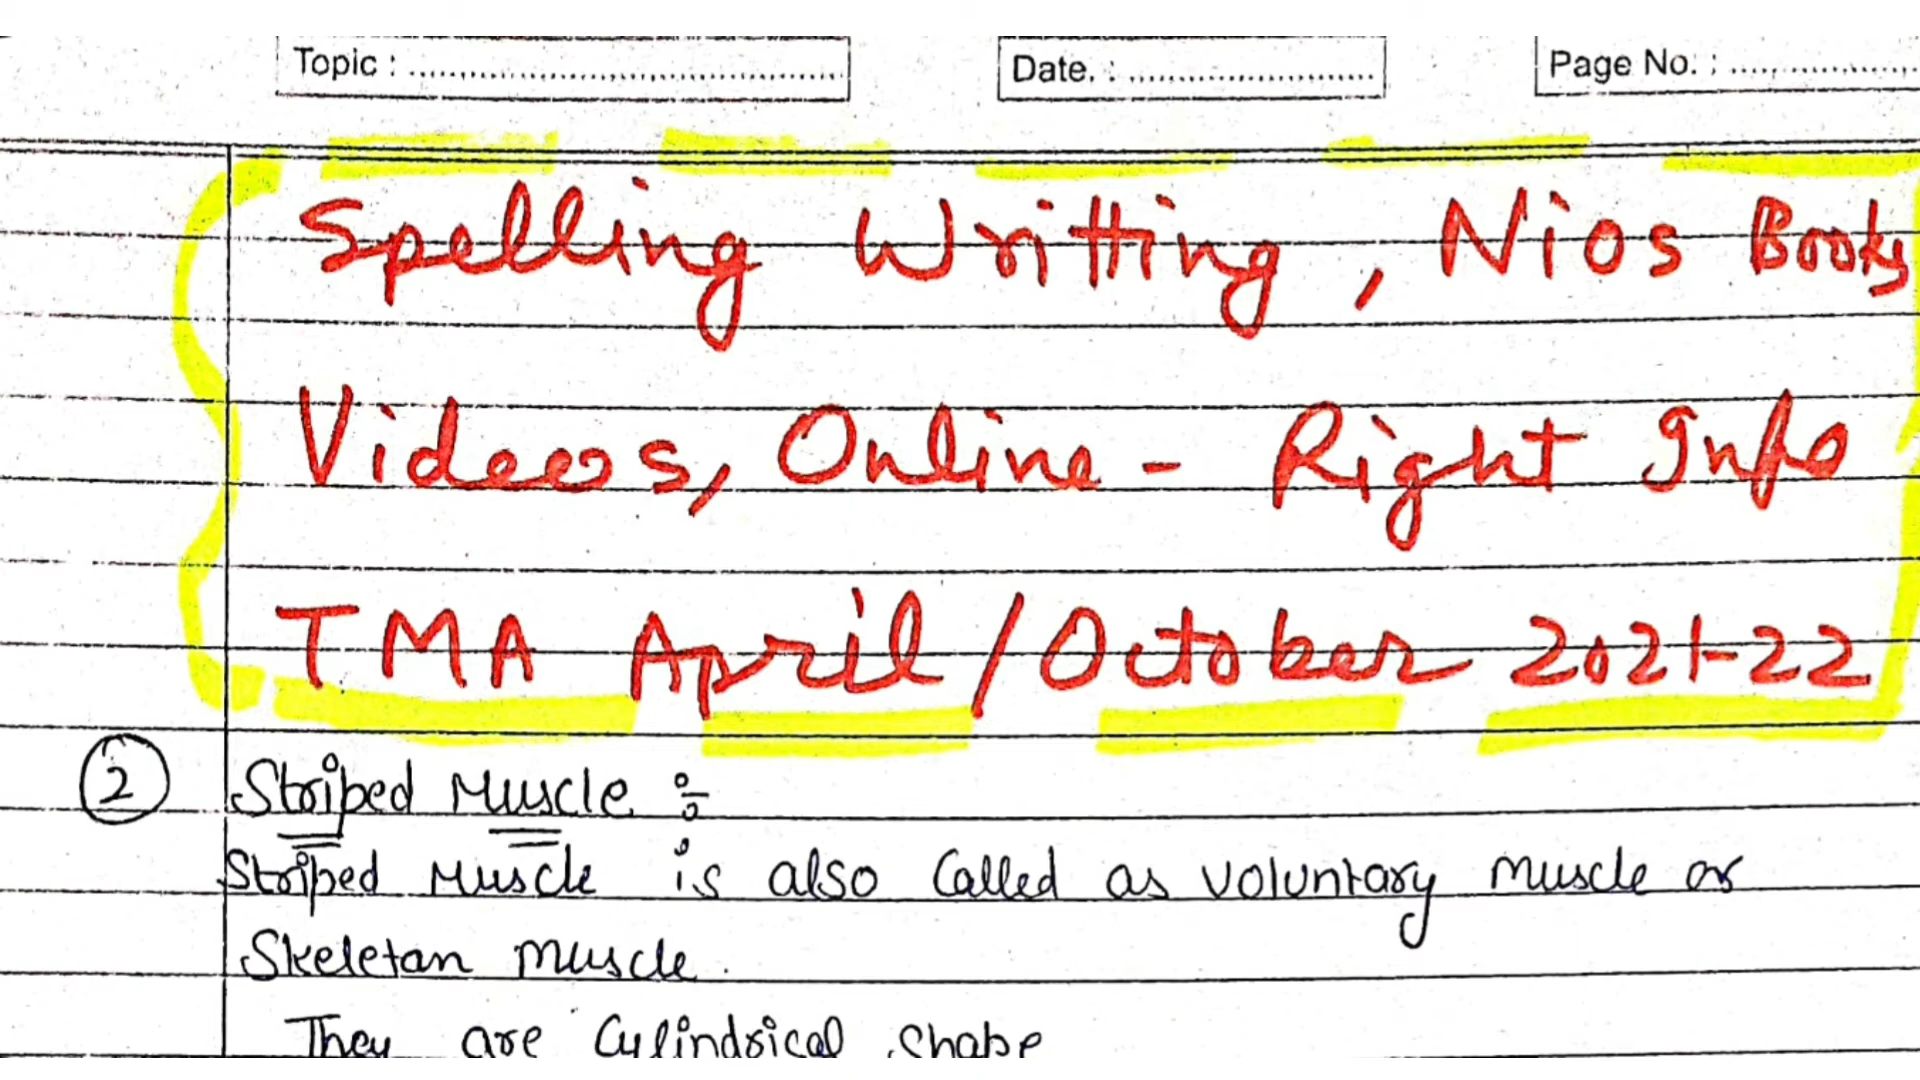 Topic : Date. : Page No. :
Spelling Writting, Nios Books
Videos, Online - Right Info
TMA April/October 2021-22
2 Striped Muscle :-
Striped Muscle is also called as voluntary muscle or
Skeletan muscle.
They are Cylindrical shape